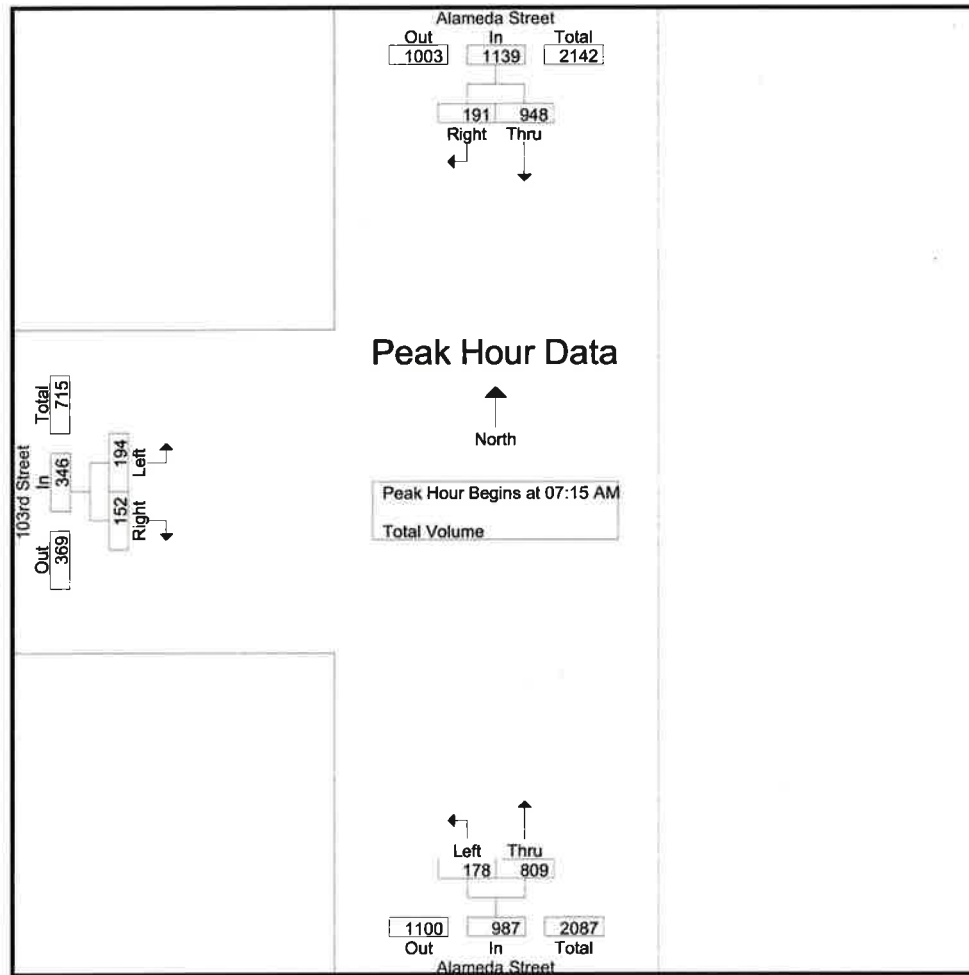 Alameda Street
Out In Total
1003 1139 2142
191 948
Right Thru
Peak Hour Data
North
Peak Hour Begins at 07:15 AM
Total Volume
103rd Street
Out In Total
369 346 715
152 194
Right Left
Left Thru
178 809
1100 987 2087
Out In Total
Alameda Street